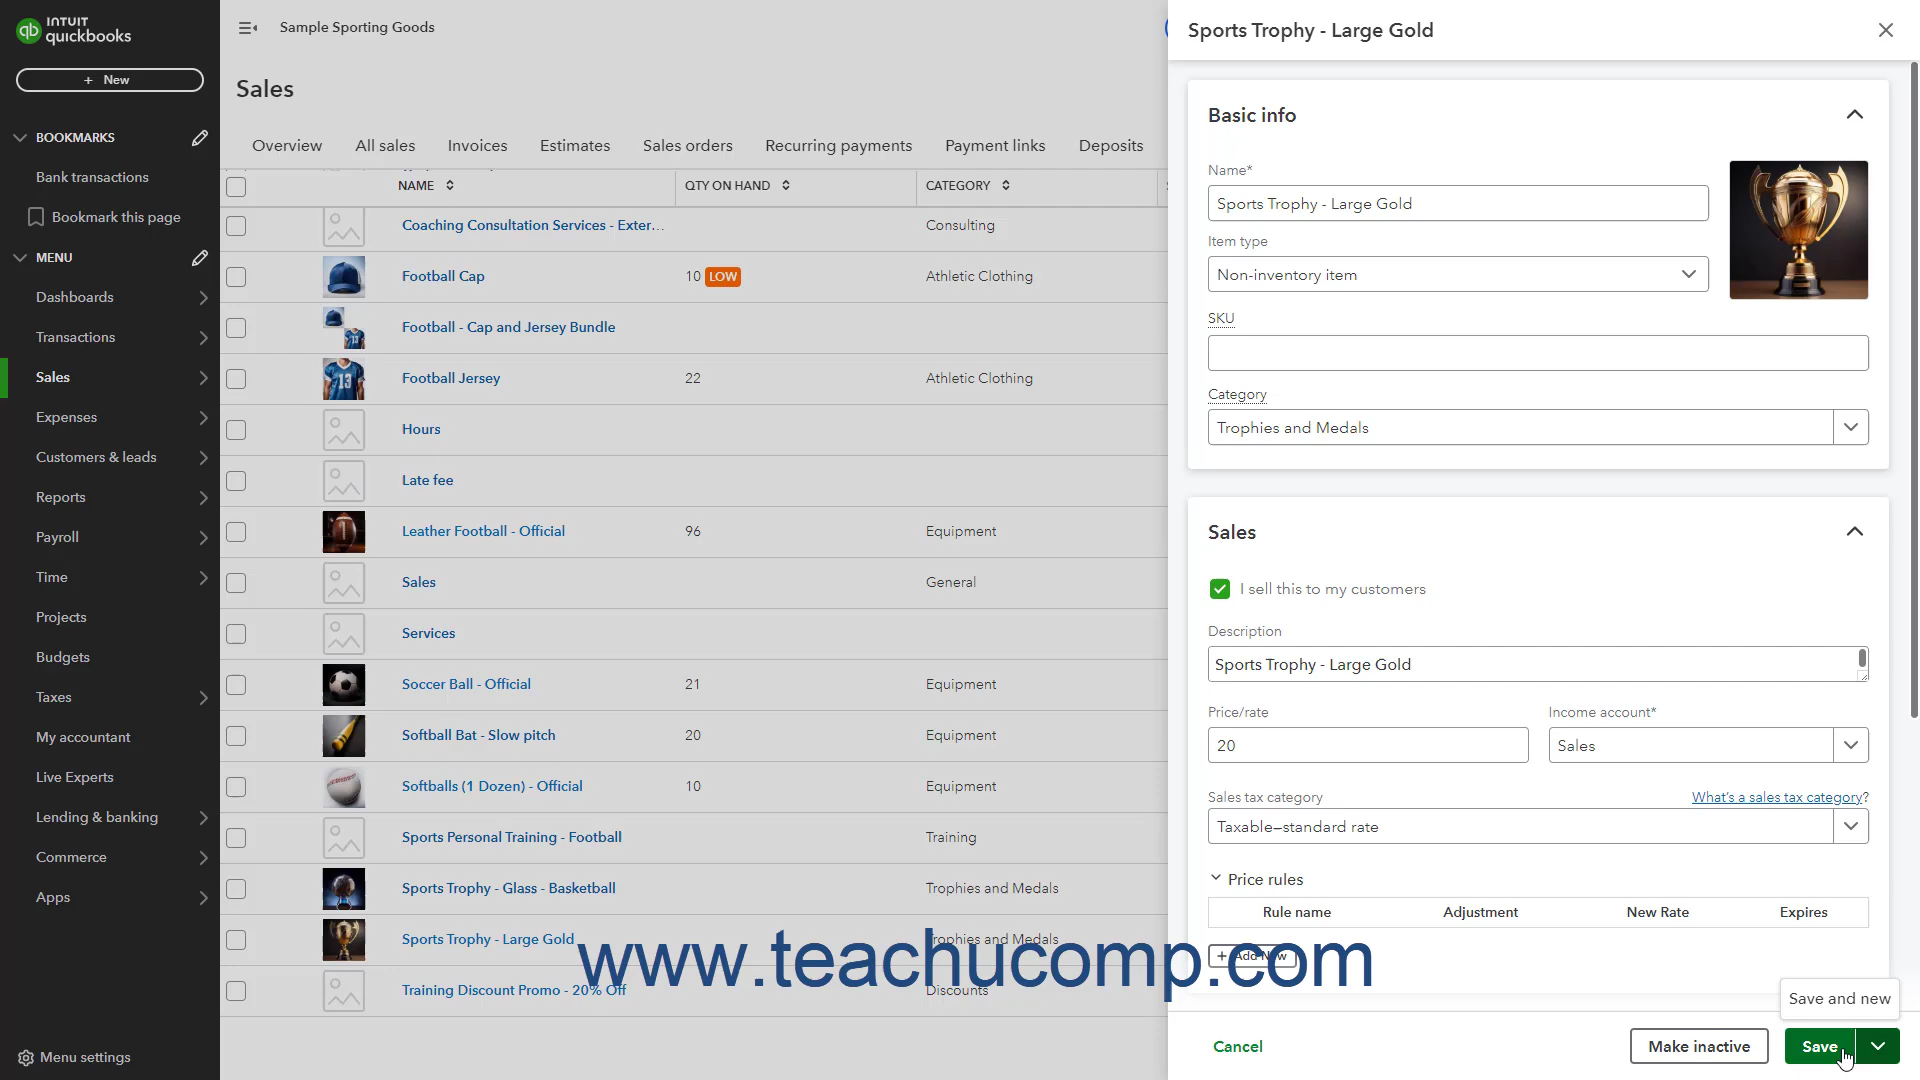 INTUIT
quickbooks
+ New
BOOKMARKS
Bank transactions
Bookmark this page
MENU
Dashboards
Transactions
Sales
Expenses
Customers & leads
Reports
Payroll
Time
Projects
Budgets
Taxes
My accountant
Live Experts
Lending & banking
Commerce
Apps
Menu settings
Sample Sporting Goods
Sales
Overview All sales Invoices Estimates Sales orders Recurring payments Payment links Deposits
NAME QTY ON HAND CATEGORY
Coaching Consultation Services - Exter... Consulting
Football Cap 10 LOW Athletic Clothing
Football - Cap and Jersey Bundle
Football Jersey 22 Athletic Clothing
Hours
Late fee
Leather Football - Official 96 Equipment
Sales General
Services
Soccer Ball - Official 21 Equipment
Softball Bat - Slow pitch 20 Equipment
Softballs (1 Dozen) - Official 10 Equipment
Sports Personal Training - Football Training
Sports Trophy - Glass - Basketball Trophies and Medals
Sports Trophy - Large Gold Trophies and Medals
Training Discount Promo - 20% Off Discounts
www.teachucomp.com
Sports Trophy - Large Gold
Basic info
Name*
Sports Trophy - Large Gold
Item type
Non-inventory item
SKU
Category
Trophies and Medals
Sales
I sell this to my customers
Description
Sports Trophy - Large Gold
Price/rate Income account*
20 Sales
Sales tax category What's a sales tax category?
Taxable—standard rate
Price rules
Rule name Adjustment New Rate Expires
+ Add New
Save and new
Cancel Make inactive Save